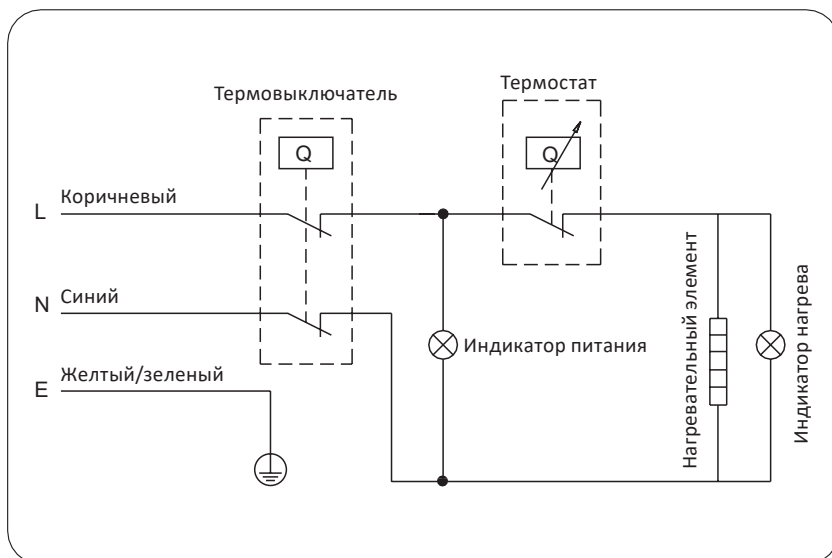 Термостат
Термовыключатель
Q
Q
L
Коричневый
N
Синий
Индикатор питания
Нагревательный элемент
Индикатор нагрева
E
Желтый/зеленый